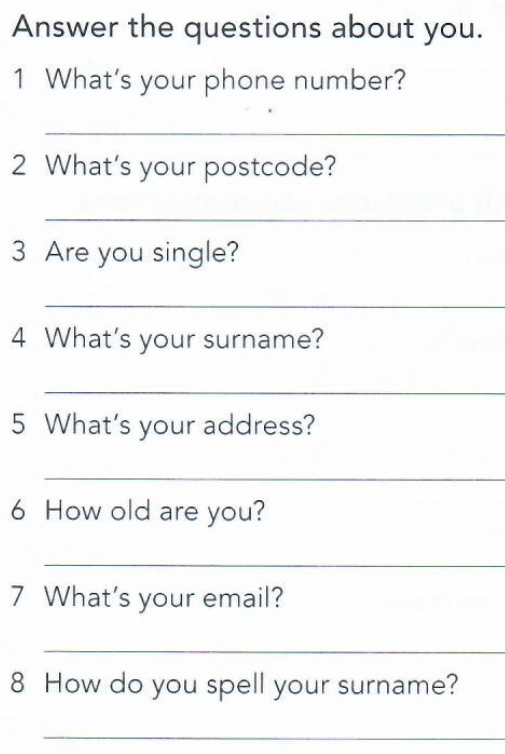 Answer the questions about you.
1 What's your phone number?
2 What's your postcode?
3 Are you single?
4 What's your surname?
5 What's your address?
6 How old are you?
7 What's your email?
8 How do you spell your surname?